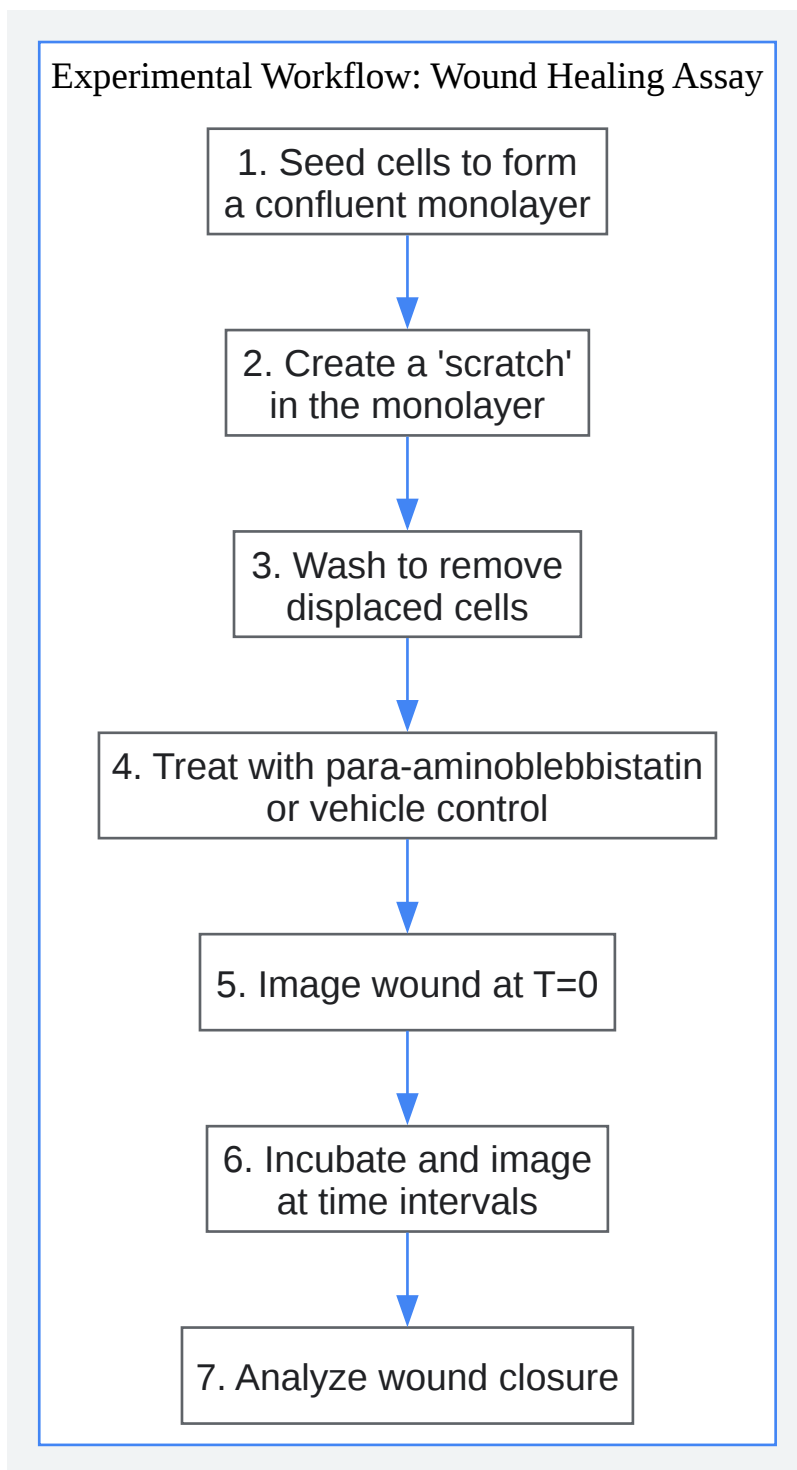 Experimental Workflow: Wound Healing Assay
1. Seed cells to form
a confluent monolayer
2. Create a 'scratch'
in the monolayer
3. Wash to remove
displaced cells
4. Treat with para-aminoblebbistatin
or vehicle control
5. Image wound at T=0
6. Incubate and image
at time intervals
7. Analyze wound closure